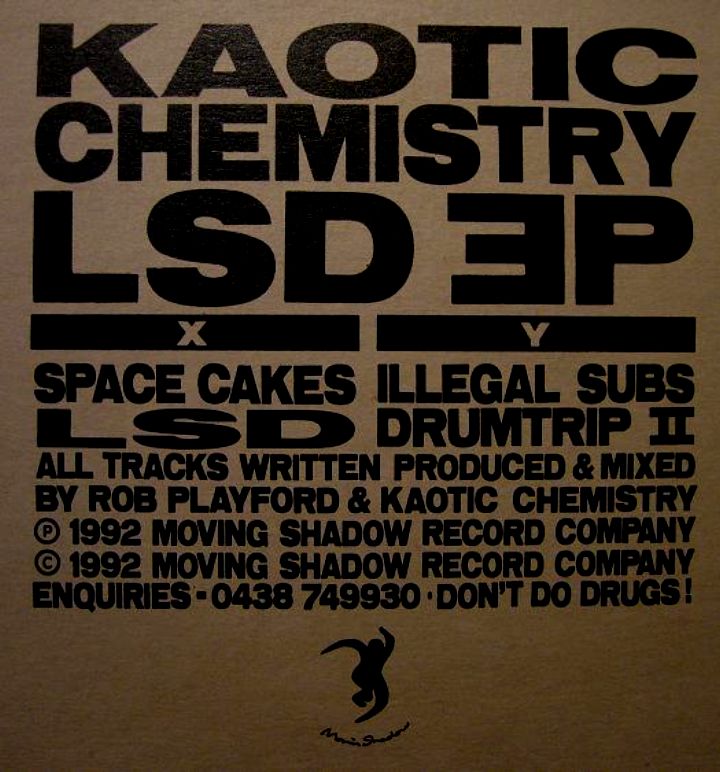 KAOTIC
CHEMISTRY
LSD EP
X Y
SPACE CAKES ILLEGAL SUBS
LSD DRUMTRIP II
ALL TRACKS WRITTEN PRODUCED & MIXED
BY ROB PLAYFORD & KAOTIC CHEMISTRY
℗ 1992 MOVING SHADOW RECORD COMPANY
© 1992 MOVING SHADOW RECORD COMPANY
ENQUIRIES - 0438 749930 · DON'T DO DRUGS!
Movin Shadow